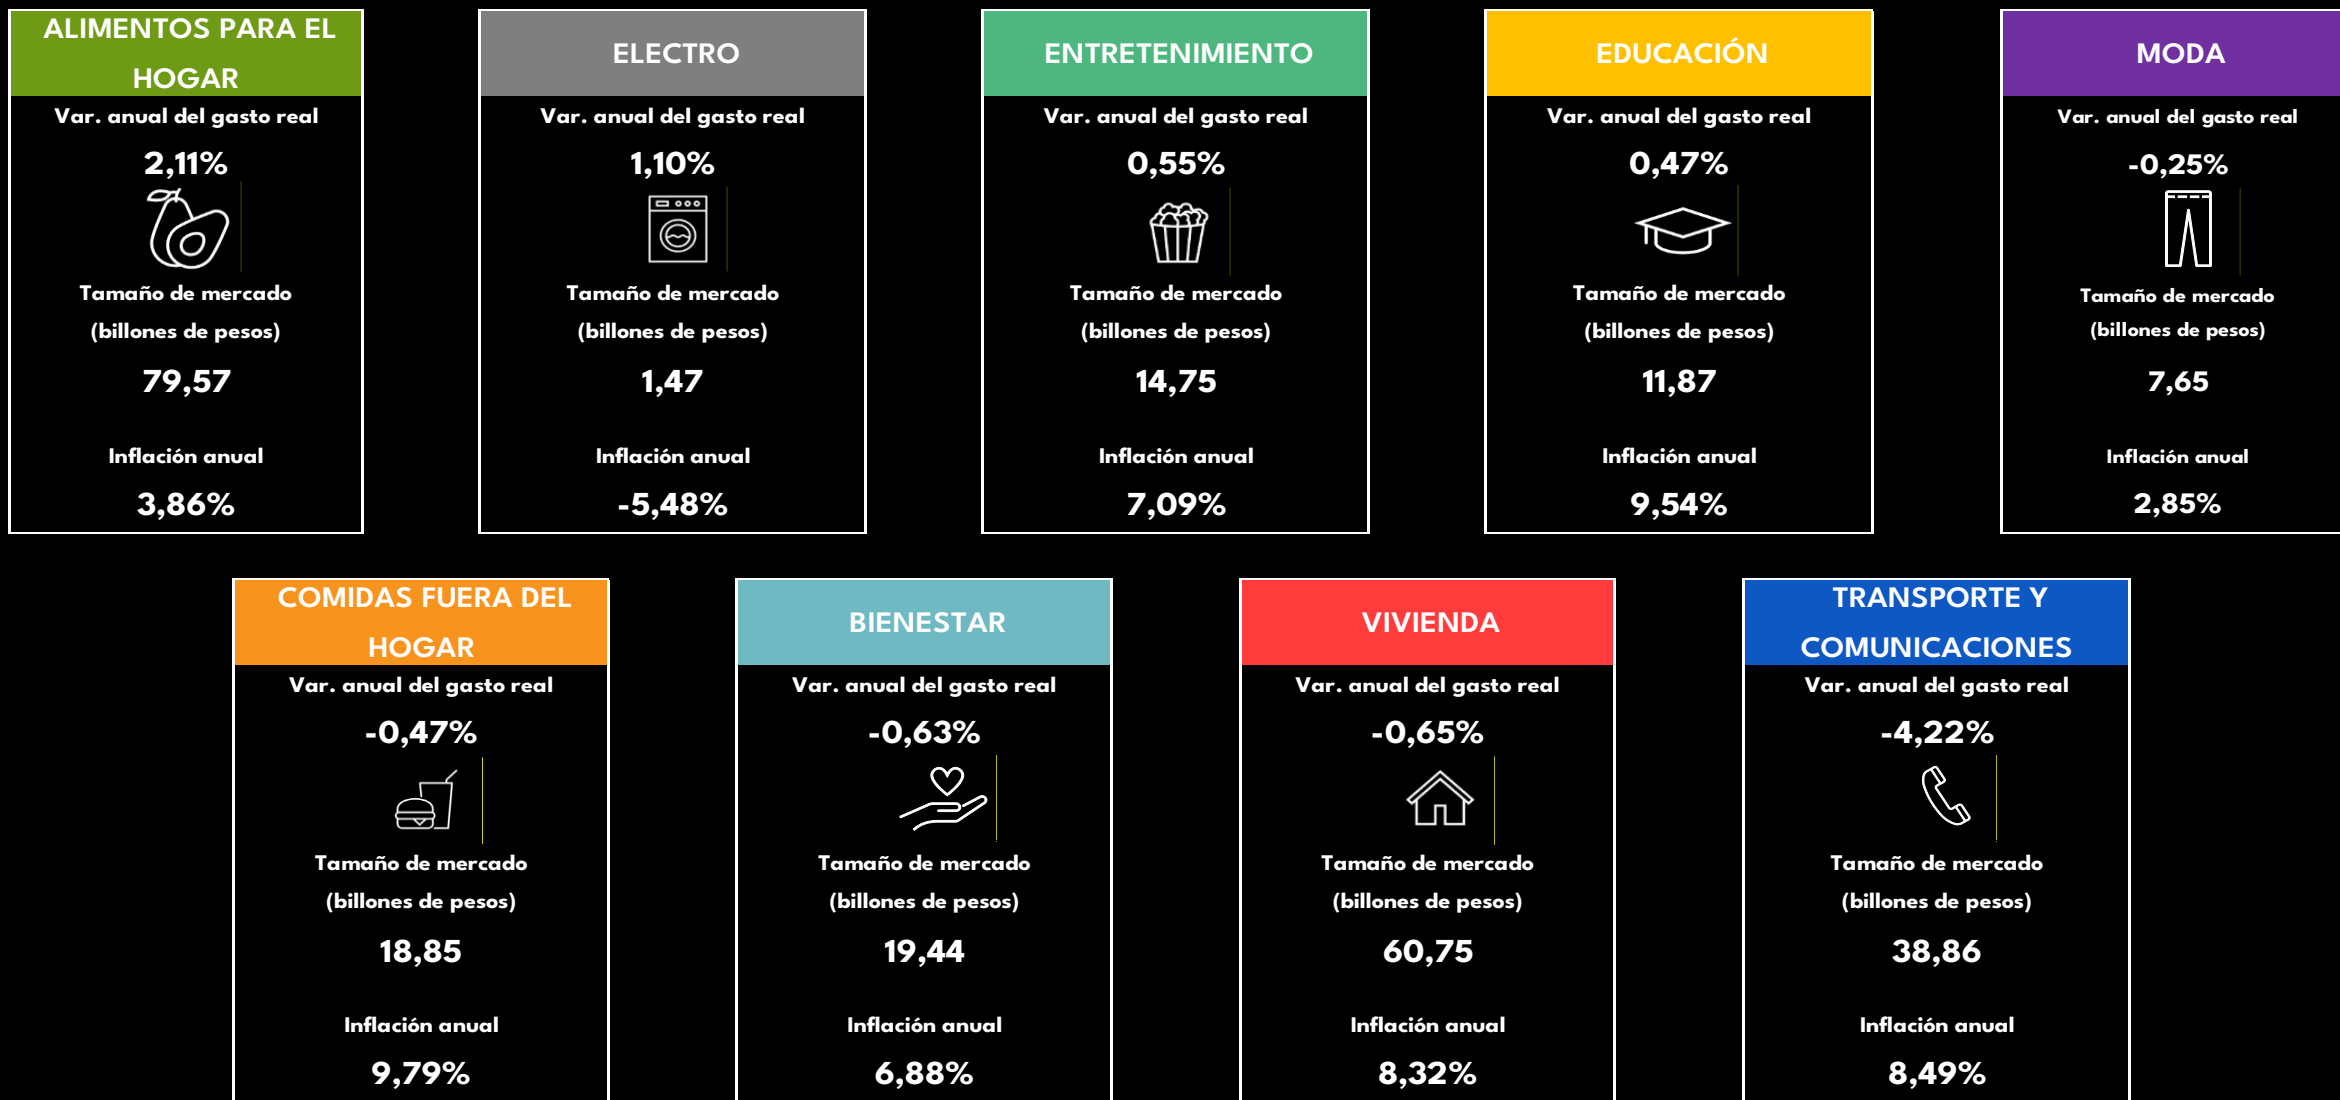 ALIMENTOS PARA EL
HOGAR
Var. anual del gasto real
2,11%
Tamaño de mercado
(billones de pesos)
79,57
Inflación anual
3,86%
ELECTRO
Var. anual del gasto real
1,10%
Tamaño de mercado
(billones de pesos)
1,47
Inflación anual
-5,48%
ENTRETENIMIENTO
Var. anual del gasto real
0,55%
Tamaño de mercado
(billones de pesos)
14,75
Inflación anual
7,09%
EDUCACIÓN
Var. anual del gasto real
0,47%
Tamaño de mercado
(billones de pesos)
11,87
Inflación anual
9,54%
MODA
Var. anual del gasto real
-0,25%
Tamaño de mercado
(billones de pesos)
7,65
Inflación anual
2,85%
COMIDAS FUERA DEL
HOGAR
Var. anual del gasto real
-0,47%
Tamaño de mercado
(billones de pesos)
18,85
Inflación anual
9,79%
BIENESTAR
Var. anual del gasto real
-0,63%
Tamaño de mercado
(billones de pesos)
19,44
Inflación anual
6,88%
VIVIENDA
Var. anual del gasto real
-0,65%
Tamaño de mercado
(billones de pesos)
60,75
Inflación anual
8,32%
TRANSPORTE Y
COMUNICACIONES
Var. anual del gasto real
-4,22%
Tamaño de mercado
(billones de pesos)
38,86
Inflación anual
8,49%